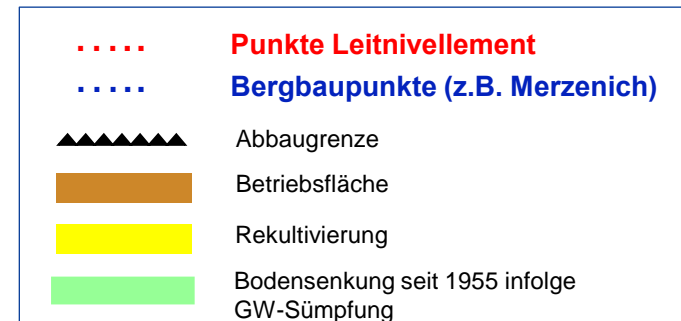 Punkte Leitnivellement
Bergbaupunkte (z.B. Merzenich)
Abbaugrenze
Betriebsfläche
Rekultivierung
Bodensenkung seit 1955 infolge
GW-Sümpfung